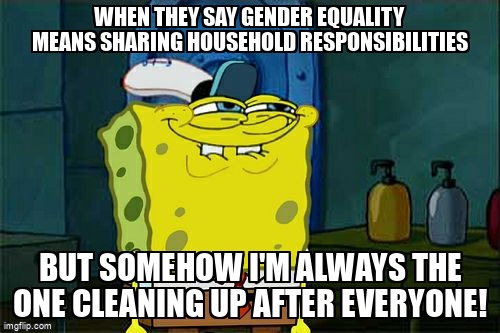 WHEN THEY SAY GENDER EQUALITY
MEANS SHARING HOUSEHOLD RESPONSIBILITIES
BUT SOMEHOW I'M ALWAYS THE
ONE CLEANING UP AFTER EVERYONE!
imgflip.com